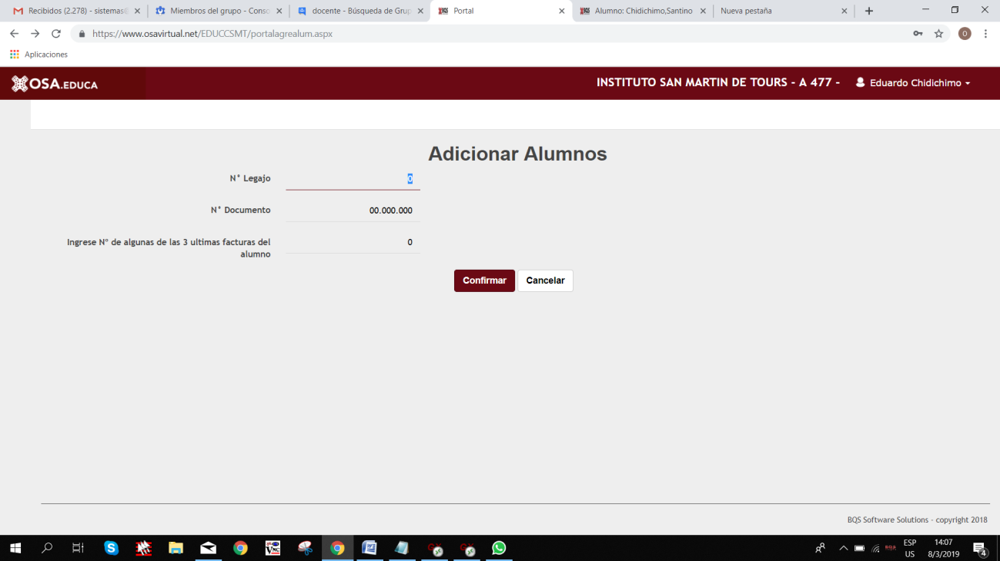 Recibidos (2.278) - sistemas@
Miembros del grupo - Conso
docente - Búsqueda de Grup
Portal
Alumno: Chidichimo,Santino
Nueva pestaña
https://www.osavirtual.net/EDUCCSMT/portalagrealum.aspx
O
Aplicaciones
OSA.EDUCA
INSTITUTO SAN MARTIN DE TOURS - A 477 -
Eduardo Chidichimo
Adicionar Alumnos
N° Legajo
0
N° Documento
00.000.000
Ingrese Nº de algunas de las 3 ultimas facturas del
alumno
0
Confirmar
Cancelar
BQS Software Solutions - copyright 2018
ESP
US
14:07
8/3/2019
4